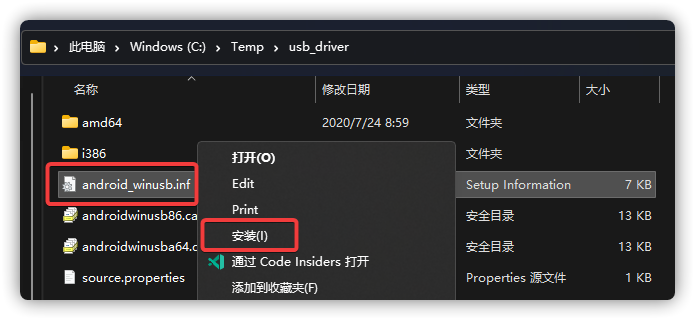 此电脑 > Windows (C:) > Temp > usb_driver
名称 修改日期 类型 大小
amd64 2020/7/24 8:59 文件夹
i386 文件夹
打开(O)
android_winusb.inf Edit Setup Information 7 KB
Print
androidwinusb86.ca 安全目录 13 KB
安装(I)
androidwinusba64.c 安全目录 13 KB
通过 Code Insiders 打开
source.properties Properties 源文件 1 KB
添加到收藏夹(F)